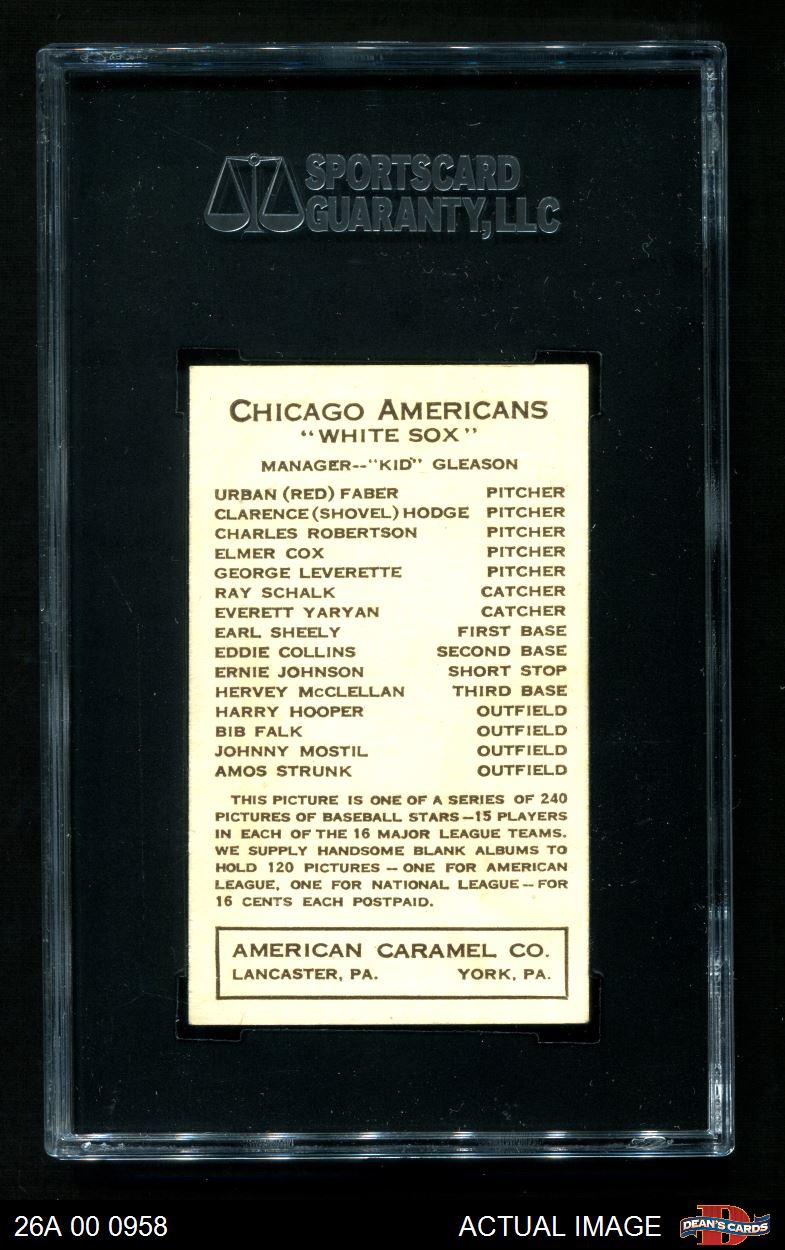 SPORTSCARD
GUARANTY, LLC
CHICAGO AMERICANS
"WHITE SOX"
MANAGER--"KID" GLEASON
URBAN (RED) FABER PITCHER
CLARENCE (SHOVEL) HODGE PITCHER
CHARLES ROBERTSON PITCHER
ELMER COX PITCHER
GEORGE LEVERETTE PITCHER
RAY SCHALK CATCHER
EVERETT YARYAN CATCHER
EARL SHEELY FIRST BASE
EDDIE COLLINS SECOND BASE
ERNIE JOHNSON SHORT STOP
HERVEY McCLELLAN THIRD BASE
HARRY HOOPER OUTFIELD
BIB FALK OUTFIELD
JOHNNY MOSTIL OUTFIELD
AMOS STRUNK OUTFIELD
THIS PICTURE IS ONE OF A SERIES OF 240
PICTURES OF BASEBALL STARS--15 PLAYERS
IN EACH OF THE 16 MAJOR LEAGUE TEAMS.
WE SUPPLY HANDSOME BLANK ALBUMS TO
HOLD 120 PICTURES -- ONE FOR AMERICAN
LEAGUE, ONE FOR NATIONAL LEAGUE -- FOR
16 CENTS EACH POSTPAID.
AMERICAN CARAMEL CO.
LANCASTER, PA. YORK, PA.
26A 00 0958 ACTUAL IMAGE DEAN'S CARDS